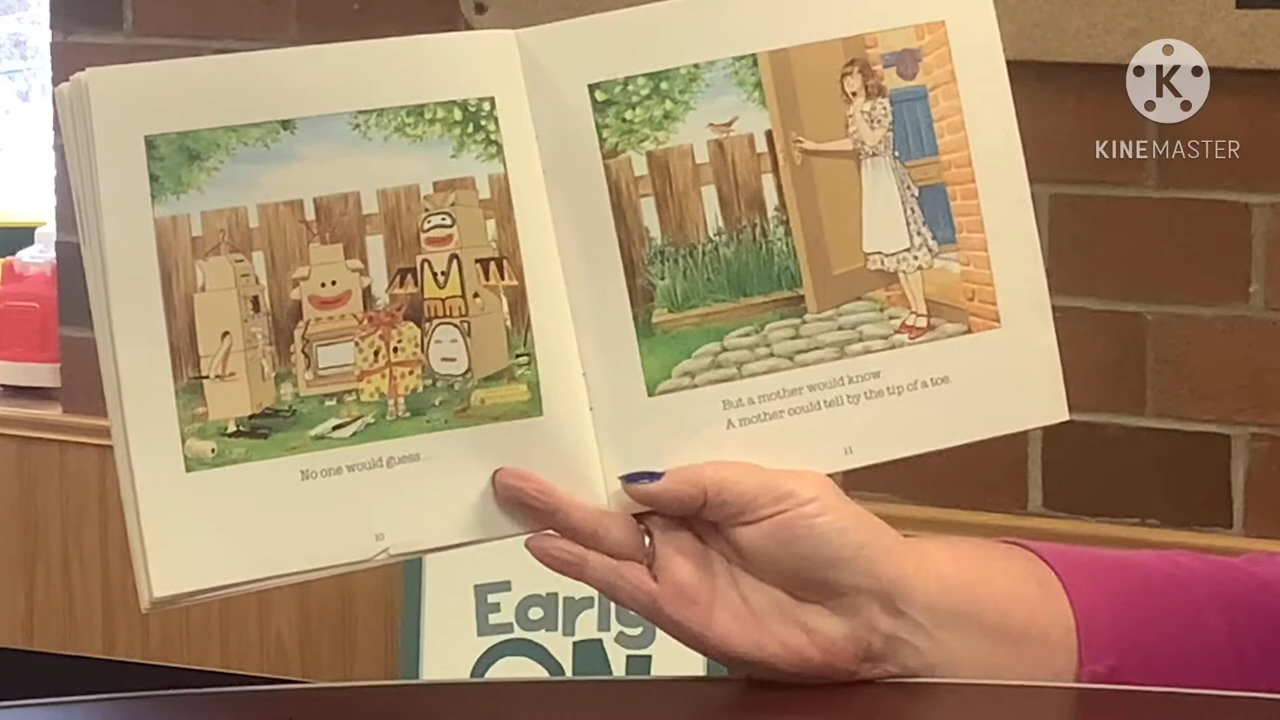 KINEMASTER
K
No one would guess...
10
But a mother would know.
A mother could tell by the tip of a toe.
11
Early
ON